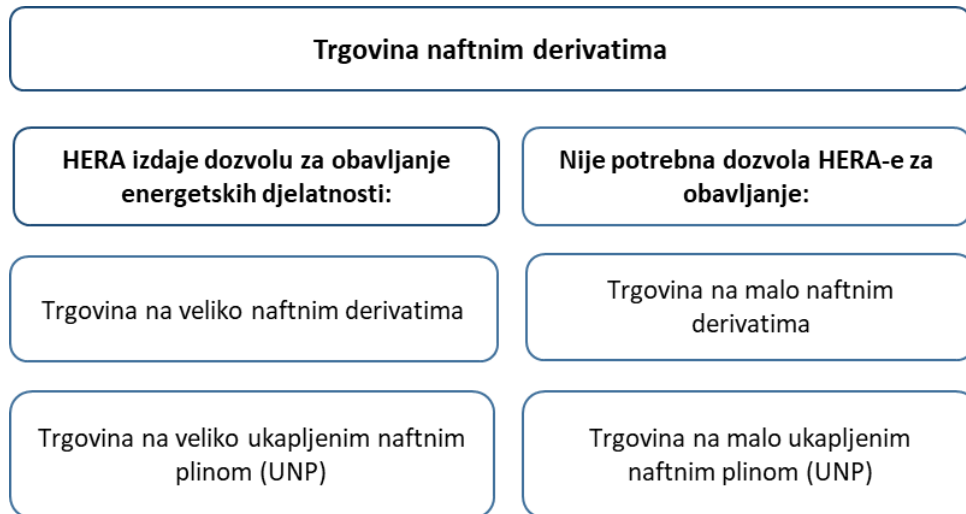 Trgovina naftnim derivatima
HERA izdaje dozvolu za obavljanje
energetskih djelatnosti:
Nije potrebna dozvola HERA-e za
obavljanje:
Trgovina na veliko naftnim derivatima
Trgovina na malo naftnim
derivatima
Trgovina na veliko ukapljenim naftnim
plinom (UNP)
Trgovina na malo ukapljenim
naftnim plinom (UNP)